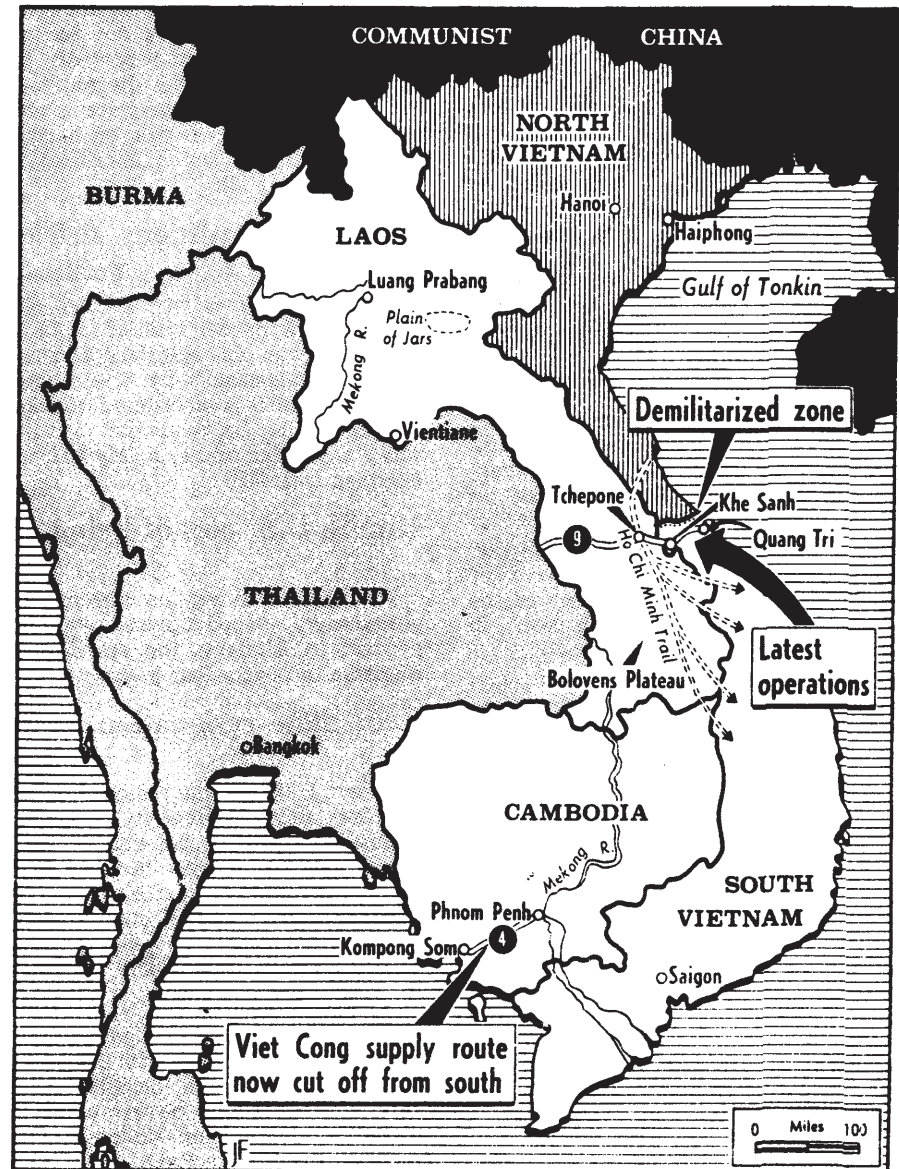 COMMUNIST CHINA
NORTH
VIETNAM
BURMA
Hanoi
Haiphong
LAOS
Luang Prabang
Gulf of Tonkin
Plain
of Jars
Mekong R.
Demilitarized zone
Vientiane
Tchepone
Khe Sanh
9
Quang Tri
Ho Chi Minh Trail
THAILAND
Latest
operations
Bolovens Plateau
Bangkok
CAMBODIA
Mekong R.
SOUTH
VIETNAM
Phnom Penh
4
Kompong Som
Saigon
Viet Cong supply route
now cut off from south
0 Miles 100
JF